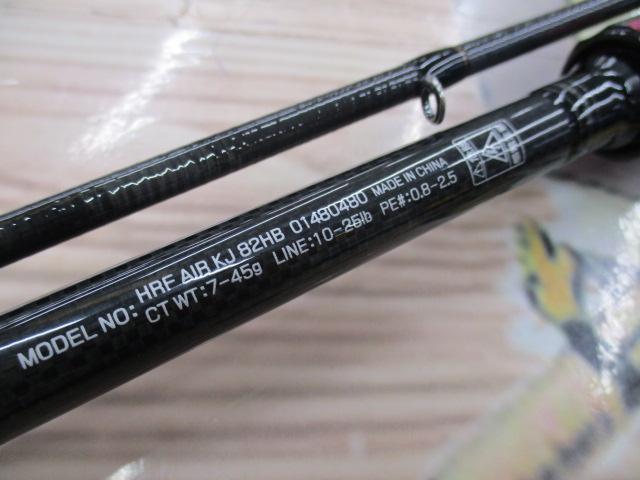 MODEL NO: HRF AIR KJ 82HB 01480480 MADE IN CHINA
CT WT:7-45g LINE:10-25lb PE#:0.8-2.5